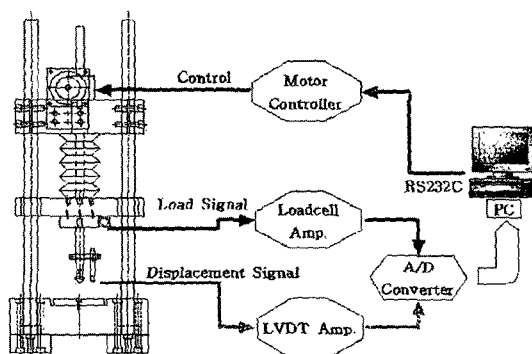 Control
Motor
Controller
RS232C
PC
Load Signal
Loadcell
Amp.
Displacement Signal
A/D
Converter
LVDT Amp.